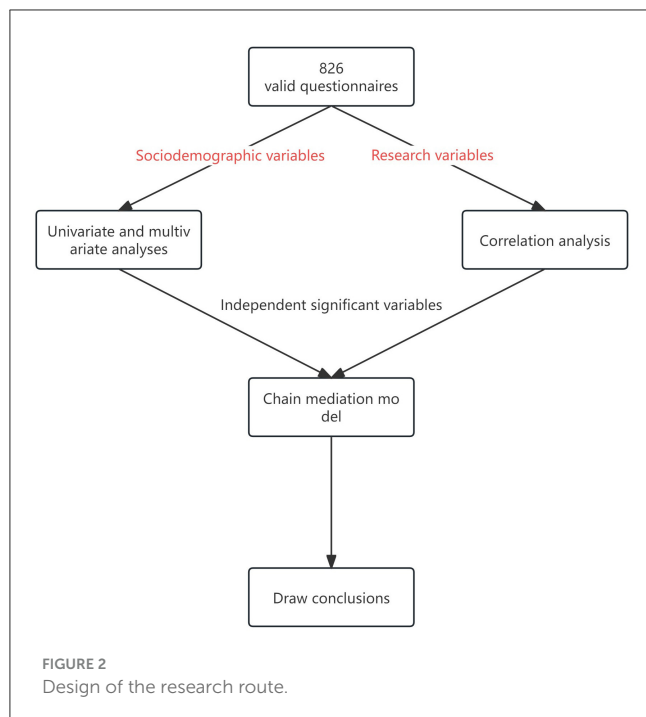 826
valid questionnaires
Sociodemographic variables
Research variables
Univariate and multiv
ariate analyses
Correlation analysis
Independent significant variables
Chain mediation mo
del
Draw conclusions
FIGURE 2
Design of the research route.